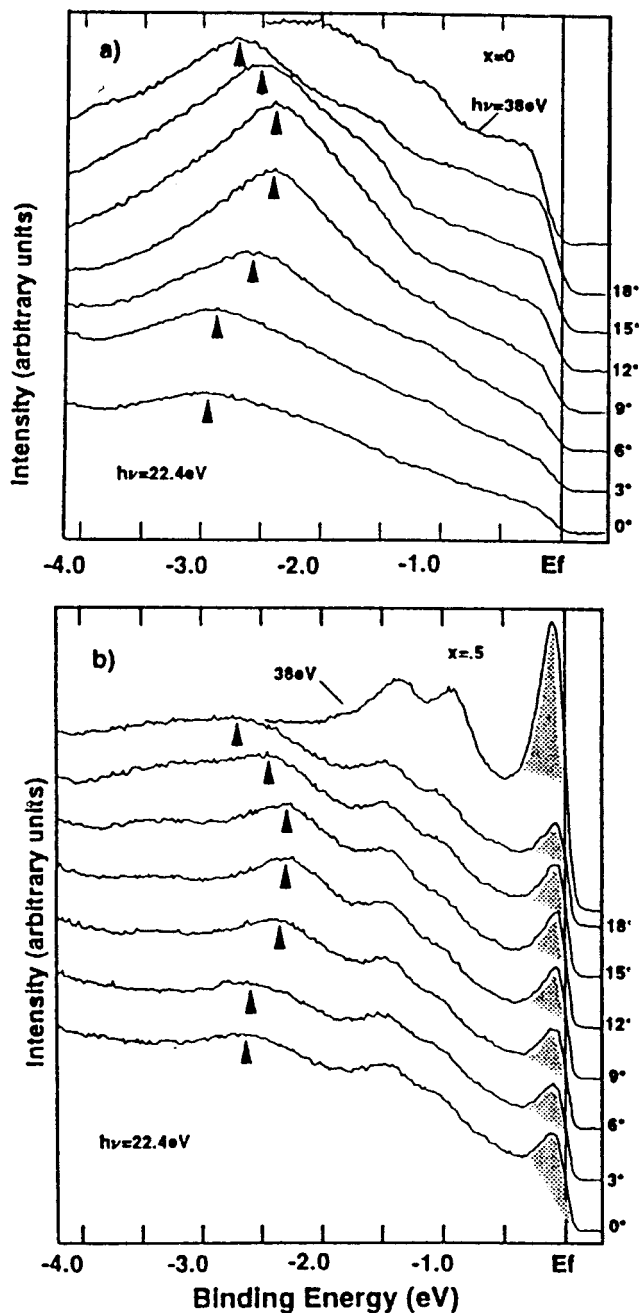 a)
x=0
hν=38eV
18°
15°
12°
9°
6°
3°
0°
hν=22.4eV
Intensity (arbitrary units)
-4.0 -3.0 -2.0 -1.0 Ef
b)
38eV
x=.5
18°
15°
12°
9°
6°
3°
0°
hν=22.4eV
Intensity (arbitrary units)
-4.0 -3.0 -2.0 -1.0 Ef
Binding Energy (eV)